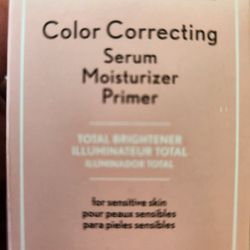 Color Correcting
Serum
Moisturizer
Primer
TOTAL BRIGHTENER
ILLUMINATEUR TOTAL
ILUMINADOR TOTAL
for sensitive skin
pour peaux sensibles
para pieles sensibles